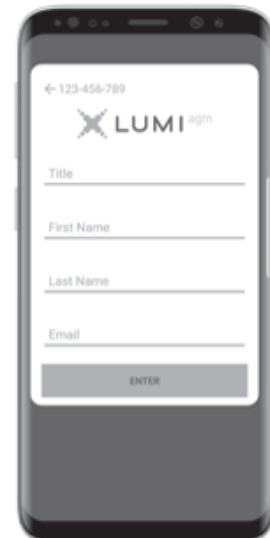 ←123-456-789
LUMI agm
Title
First Name
Last Name
Email
ENTER